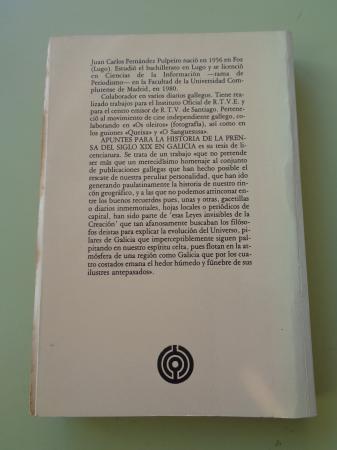 Juan Carlos Fernández Pulpeiro nació en 1956 en Foz
(Lugo). Estudió el bachillerato en Lugo y se licenció
en Ciencias de la Información —rama de
Periodismo— en la Facultad de la Universidad Com-
plutense de Madrid, en 1980.
Colaborador en varios diarios gallegos. Tiene rea-
lizado trabajos para el Instituto Oficial de R.T.V.E. y
para el centro emisor de R.T.V. de Santiago. Pertene-
ció al movimiento de cine independiente gallego, co-
laborando en «Os oleiros» (fotografía), así como en
los guiones «Queixa» y «O Sanguesuga».
APUNTES PARA LA HISTORIA DE LA PREN-
SA DEL SIGLO XIX EN GALICIA es su tesis de li-
cenciatura. Se trata de un trabajo «que no pretende
ser más que un merecidísimo homenaje al conjunto
de publicaciones gallegas que han hecho posible el
rescate de nuestra peculiar personalidad, que han ido
generando paulatinamente la historia de nuestro rin-
cón geográfico, y a las que no podemos arrinconar en-
tre los buenos recuerdos pues, unas y otras, gacetillas
o diarios inmemoriales, hojas locales o periódicos de
capital, han sido parte de 'esas Leyes invisibles de la
Creación' que tan afanosamente buscaban los filóso-
fos deistas para explicar la evolución del Universo, pi-
lares de Galicia que imperceptiblemente siguen pal-
pitando en nuestro espíritu celta, pues flotan en la at-
mósfera de una región como Galicia que por los cua-
tro costados emana el hedor húmedo y fúnebre de sus
ilustres antepasados».